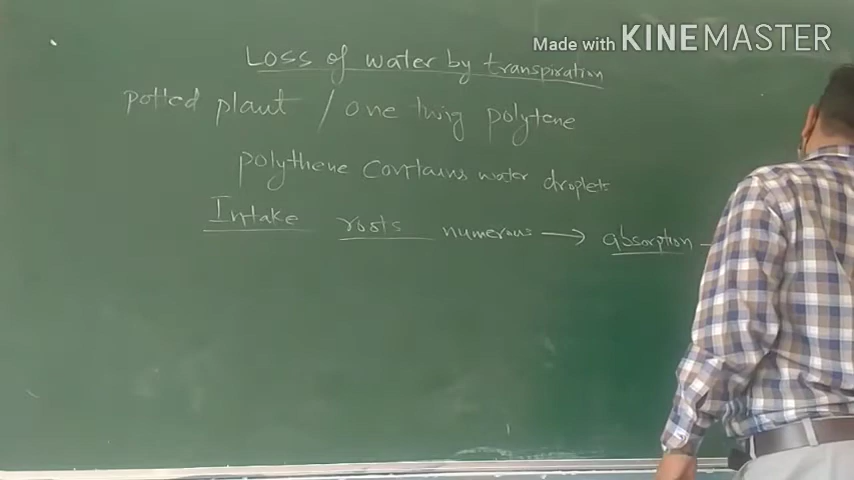 Made with KINEMASTER
Loss of water by transpiration
potted plant / one twig polytene
polythene contains water droplets
Intake roots numerous → absorption –